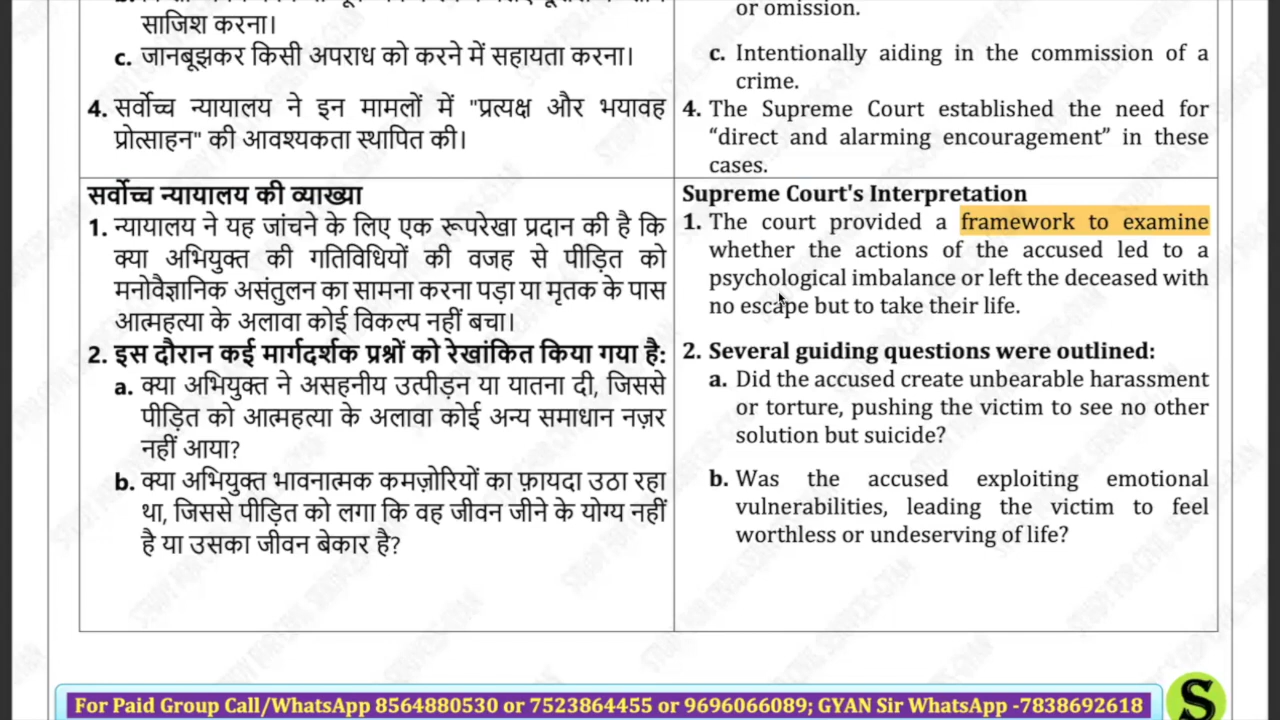 साजिश करना।
c. जानबूझकर किसी अपराध को करने में सहायता करना।
4. सर्वोच्च न्यायालय ने इन मामलों में "प्रत्यक्ष और भयावह
प्रोत्साहन" की आवश्यकता स्थापित की।
or omission.
c. Intentionally aiding in the commission of a
crime.
4. The Supreme Court established the need for
“direct and alarming encouragement” in these
cases.
सर्वोच्च न्यायालय की व्याख्या
1. न्यायालय ने यह जांचने के लिए एक रूपरेखा प्रदान की है कि
क्या अभियुक्त की गतिविधियों की वजह से पीड़ित को
मनोवैज्ञानिक असंतुलन का सामना करना पड़ा या मृतक के पास
आत्महत्या के अलावा कोई विकल्प नहीं बचा।
2. इस दौरान कई मार्गदर्शक प्रश्नों को रेखांकित किया गया है:
a. क्या अभियुक्त ने असहनीय उत्पीड़न या यातना दी, जिससे
पीड़ित को आत्महत्या के अलावा कोई अन्य समाधान नज़र
नहीं आया?
b. क्या अभियुक्त भावनात्मक कमज़ोरियों का फ़ायदा उठा रहा
था, जिससे पीड़ित को लगा कि वह जीवन जीने के योग्य नहीं
है या उसका जीवन बेकार है?
Supreme Court's Interpretation
1. The court provided a framework to examine
whether the actions of the accused led to a
psychological imbalance or left the deceased with
no escape but to take their life.
2. Several guiding questions were outlined:
a. Did the accused create unbearable harassment
or torture, pushing the victim to see no other
solution but suicide?
b. Was the accused exploiting emotional
vulnerabilities, leading the victim to feel
worthless or undeserving of life?
For Paid Group Call/WhatsApp 8564880530 or 7523864455 or 9696066089; GYAN Sir WhatsApp -7838692618
S